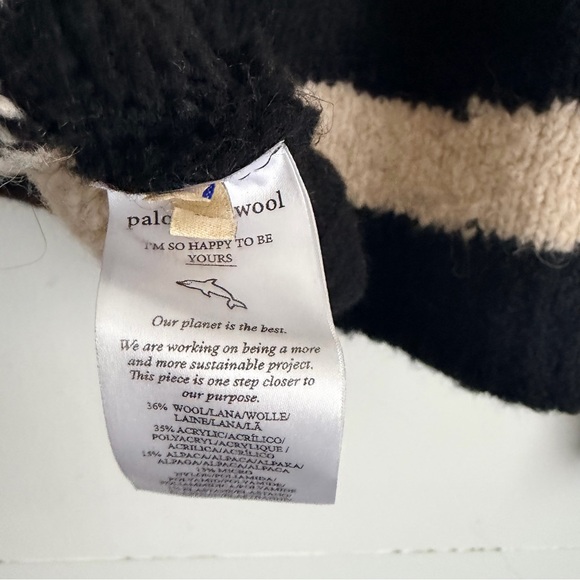 wool
I'M SO HAPPY TO BE
YOURS
Our planet is the best.
We are working on being a more
and more sustainable project.
This piece is one step closer to
our purpose.
36% WOOL/LANA/WOLLE/
LAINE/LANA/LÃ
35% ACRYLIC/ACRÍLICO/
POLYACRYL/ACRYLIQUE/
ACRILICA/ACRÍLICO
15% ALPACA/ALPACA/ALPAKA/
ALPAGA/ALPACA/ALPACA